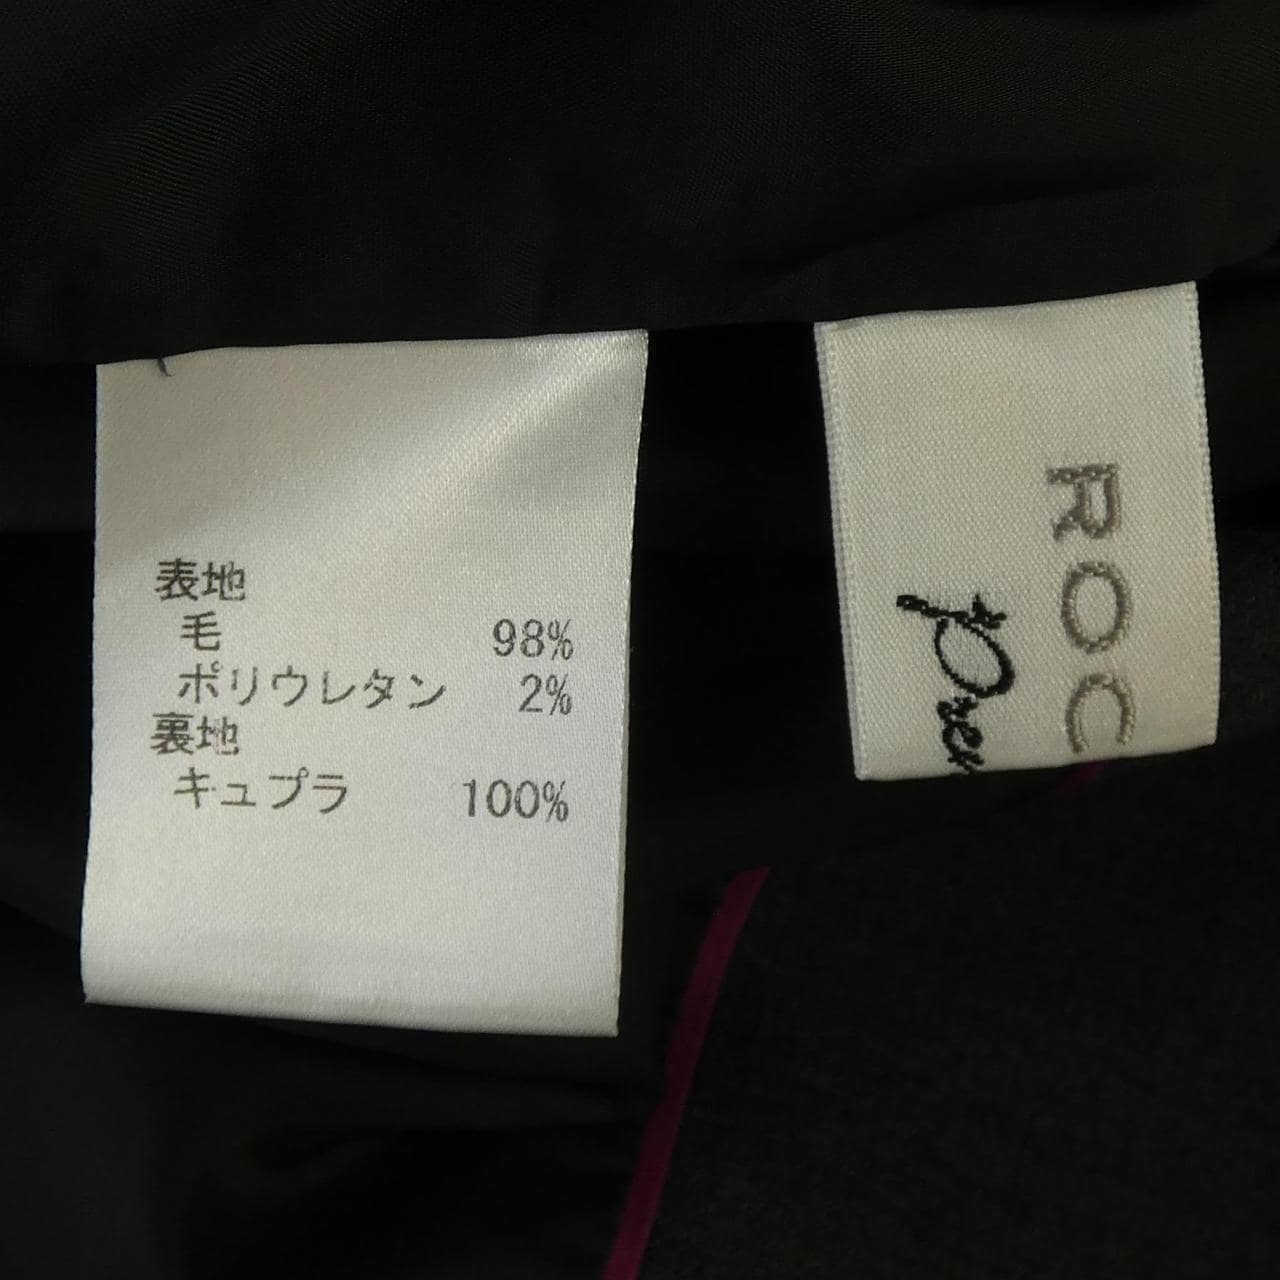 表地
毛 98%
ポリウレタン 2%
裏地
キュプラ 100%
ROC